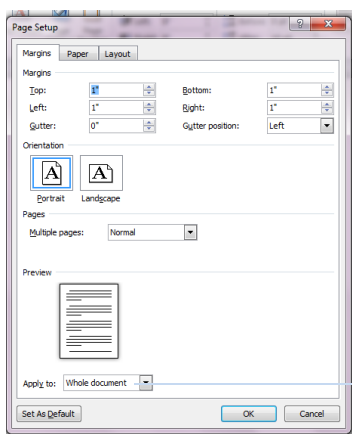 Page Setup
Margins Paper Layout
Margins
Top: 1" Bottom: 1"
Left: 1" Right: 1"
Gutter: 0" Gutter position: Left
Orientation
A A
Portrait Landscape
Pages
Multiple pages: Normal
Preview
Apply to: Whole document
Set As Default OK Cancel